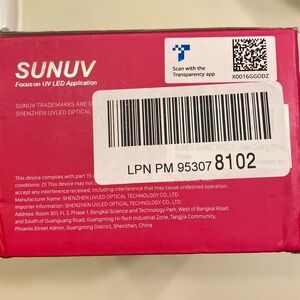 SUNUV
Focus on UV LED Application
Scan with the
Transparency app
X0016GGODZ
SUNUV TRADEMARKS ARE O
SHENZHEN UVLED OPTICAL TECHNO
LPN PM 95307 8102
This device complies with part 15
conditions: (1) This device may not
accept any interference received, including interference that may cause undesired operation.
Manufacturer Name: SHENZHEN UVLED OPTICAL TECHNOLOGY CO., LTD.
Importer Information: SHENZHEN UVLED OPTICAL TECHNOLOGY CO., LTD.
Address: Room 301, FL 3, Phase 1, Bangkai Science and Technology Park, West of Bangkai Road
and South of Guanguang Road, Guangming Hi-Tech Industrial Zone, Tangjia Community,
Phoenix Street Admin, Guangming District, Shenzhen, China